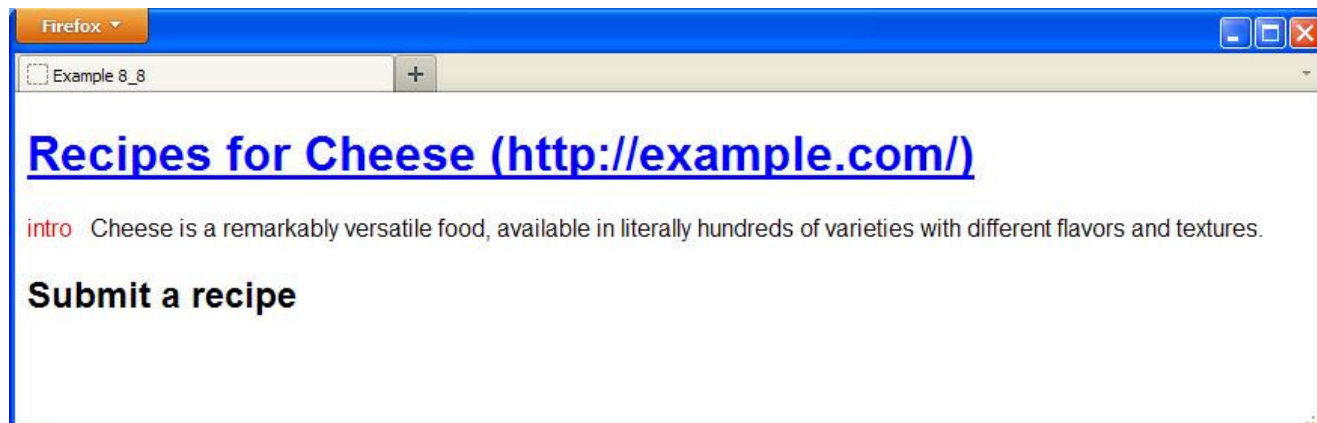 Firefox
Example 8_8
Recipes for Cheese (http://example.com/)
intro Cheese is a remarkably versatile food, available in literally hundreds of varieties with different flavors and textures.
Submit a recipe